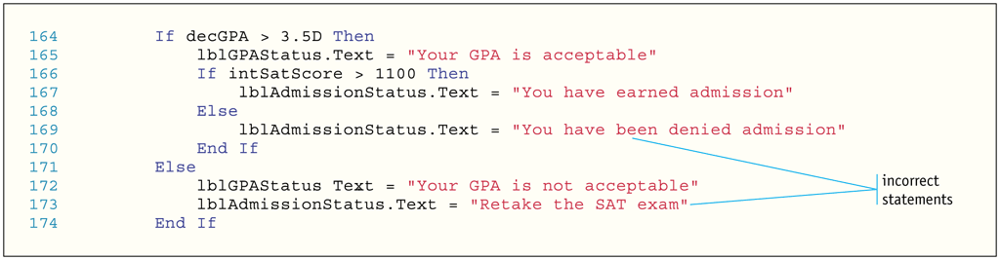 164 If decGPA > 3.5D Then
165 lblGPAStatus.Text = "Your GPA is acceptable"
166 If intSatScore > 1100 Then
167 lblAdmissionStatus.Text = "You have earned admission"
168 Else
169 lblAdmissionStatus.Text = "You have been denied admission"
170 End If
171 Else
172 lblGPAStatus Text = "Your GPA is not acceptable"
173 lblAdmissionStatus.Text = "Retake the SAT exam"
174 End If
incorrect
statements